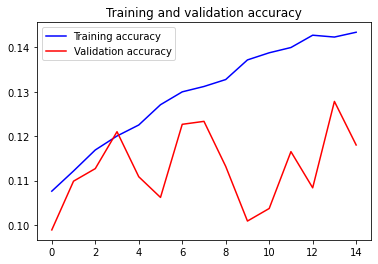 Training and validation accuracy
Training accuracy
Validation accuracy
0.14
0.13
0.12
0.11
0.10
0 2 4 6 8 10 12 14